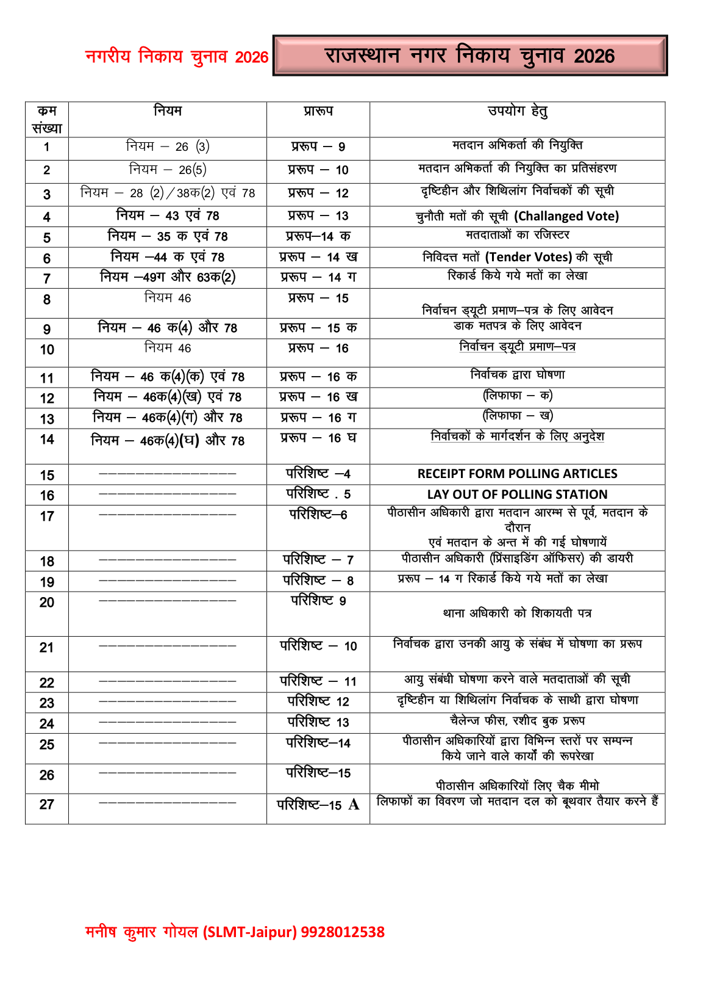 नगरीय निकाय चुनाव 2026
राजस्थान नगर निकाय चुनाव 2026
कम संख्या नियम प्रारूप उपयोग हेतु
1 नियम – 26 (3) प्ररूप – 9 मतदान अभिकर्ता की नियुक्ति
2 नियम – 26(5) प्ररूप – 10 मतदान अभिकर्ता की नियुक्ति का प्रतिसंहरण
3 नियम – 28 (2)/38क(2) एवं 78 प्ररूप – 12 दृष्टिहीन और शिथिलांग निर्वाचकों की सूची
4 नियम – 43 एवं 78 प्ररूप – 13 चुनौती मतों की सूची (Challanged Vote)
5 नियम – 35 क एवं 78 प्ररूप–14 क मतदाताओं का रजिस्टर
6 नियम –44 क एवं 78 प्ररूप – 14 ख निविदत्त मतों (Tender Votes) की सूची
7 नियम –49ग और 63क(2) प्ररूप – 14 ग रिकार्ड किये गये मतों का लेखा
8 नियम 46 प्ररूप – 15 निर्वाचन ड्यूटी प्रमाण–पत्र के लिए आवेदन
9 नियम – 46 क(4) और 78 प्ररूप – 15 क डाक मतपत्र के लिए आवेदन
10 नियम 46 प्ररूप – 16 निर्वाचन ड्यूटी प्रमाण–पत्र
11 नियम – 46 क(4)(क) एवं 78 प्ररूप – 16 क निर्वाचक द्वारा घोषणा
12 नियम – 46क(4)(ख) एवं 78 प्ररूप – 16 ख (लिफाफा – क)
13 नियम – 46क(4)(ग) और 78 प्ररूप – 16 ग (लिफाफा – ख)
14 नियम – 46क(4)(घ) और 78 प्ररूप – 16 घ निर्वाचकों के मार्गदर्शन के लिए अनुदेश
15 ––––––––––––––– परिशिष्ट –4 RECEIPT FORM POLLING ARTICLES
16 ––––––––––––––– परिशिष्ट . 5 LAY OUT OF POLLING STATION
17 ––––––––––––––– परिशिष्ट–6 पीठासीन अधिकारी द्वारा मतदान आरम्भ से पूर्व, मतदान के
दौरान
एवं मतदान के अन्त में की गई घोषणायें
18 ––––––––––––––– परिशिष्ट – 7 पीठासीन अधिकारी (प्रिंसाइडिंग ऑफिसर) की डायरी
19 ––––––––––––––– परिशिष्ट – 8 प्ररूप – 14 ग रिकार्ड किये गये मतों का लेखा
20 ––––––––––––––– परिशिष्ट 9 थाना अधिकारी को शिकायती पत्र
21 ––––––––––––––– परिशिष्ट – 10 निर्वाचक द्वारा उनकी आयु के संबंध में घोषणा का प्ररूप
22 ––––––––––––––– परिशिष्ट – 11 आयु संबंधी घोषणा करने वाले मतदाताओं की सूची
23 ––––––––––––––– परिशिष्ट 12 दृष्टिहीन या शिथिलांग निर्वाचक के साथी द्वारा घोषणा
24 ––––––––––––––– परिशिष्ट 13 चैलेन्ज फीस, रशीद बुक प्ररूप
25 ––––––––––––––– परिशिष्ट–14 पीठासीन अधिकारियों द्वारा विभिन्न स्तरों पर सम्पन्न
किये जाने वाले कार्यों की रूपरेखा
26 ––––––––––––––– परिशिष्ट–15 पीठासीन अधिकारियों लिए चैक मीमो
27 ––––––––––––––– परिशिष्ट–15 A लिफाफों का विवरण जो मतदान दल को बूथवार तैयार करने हैं
मनीष कुमार गोयल (SLMT-Jaipur) 9928012538